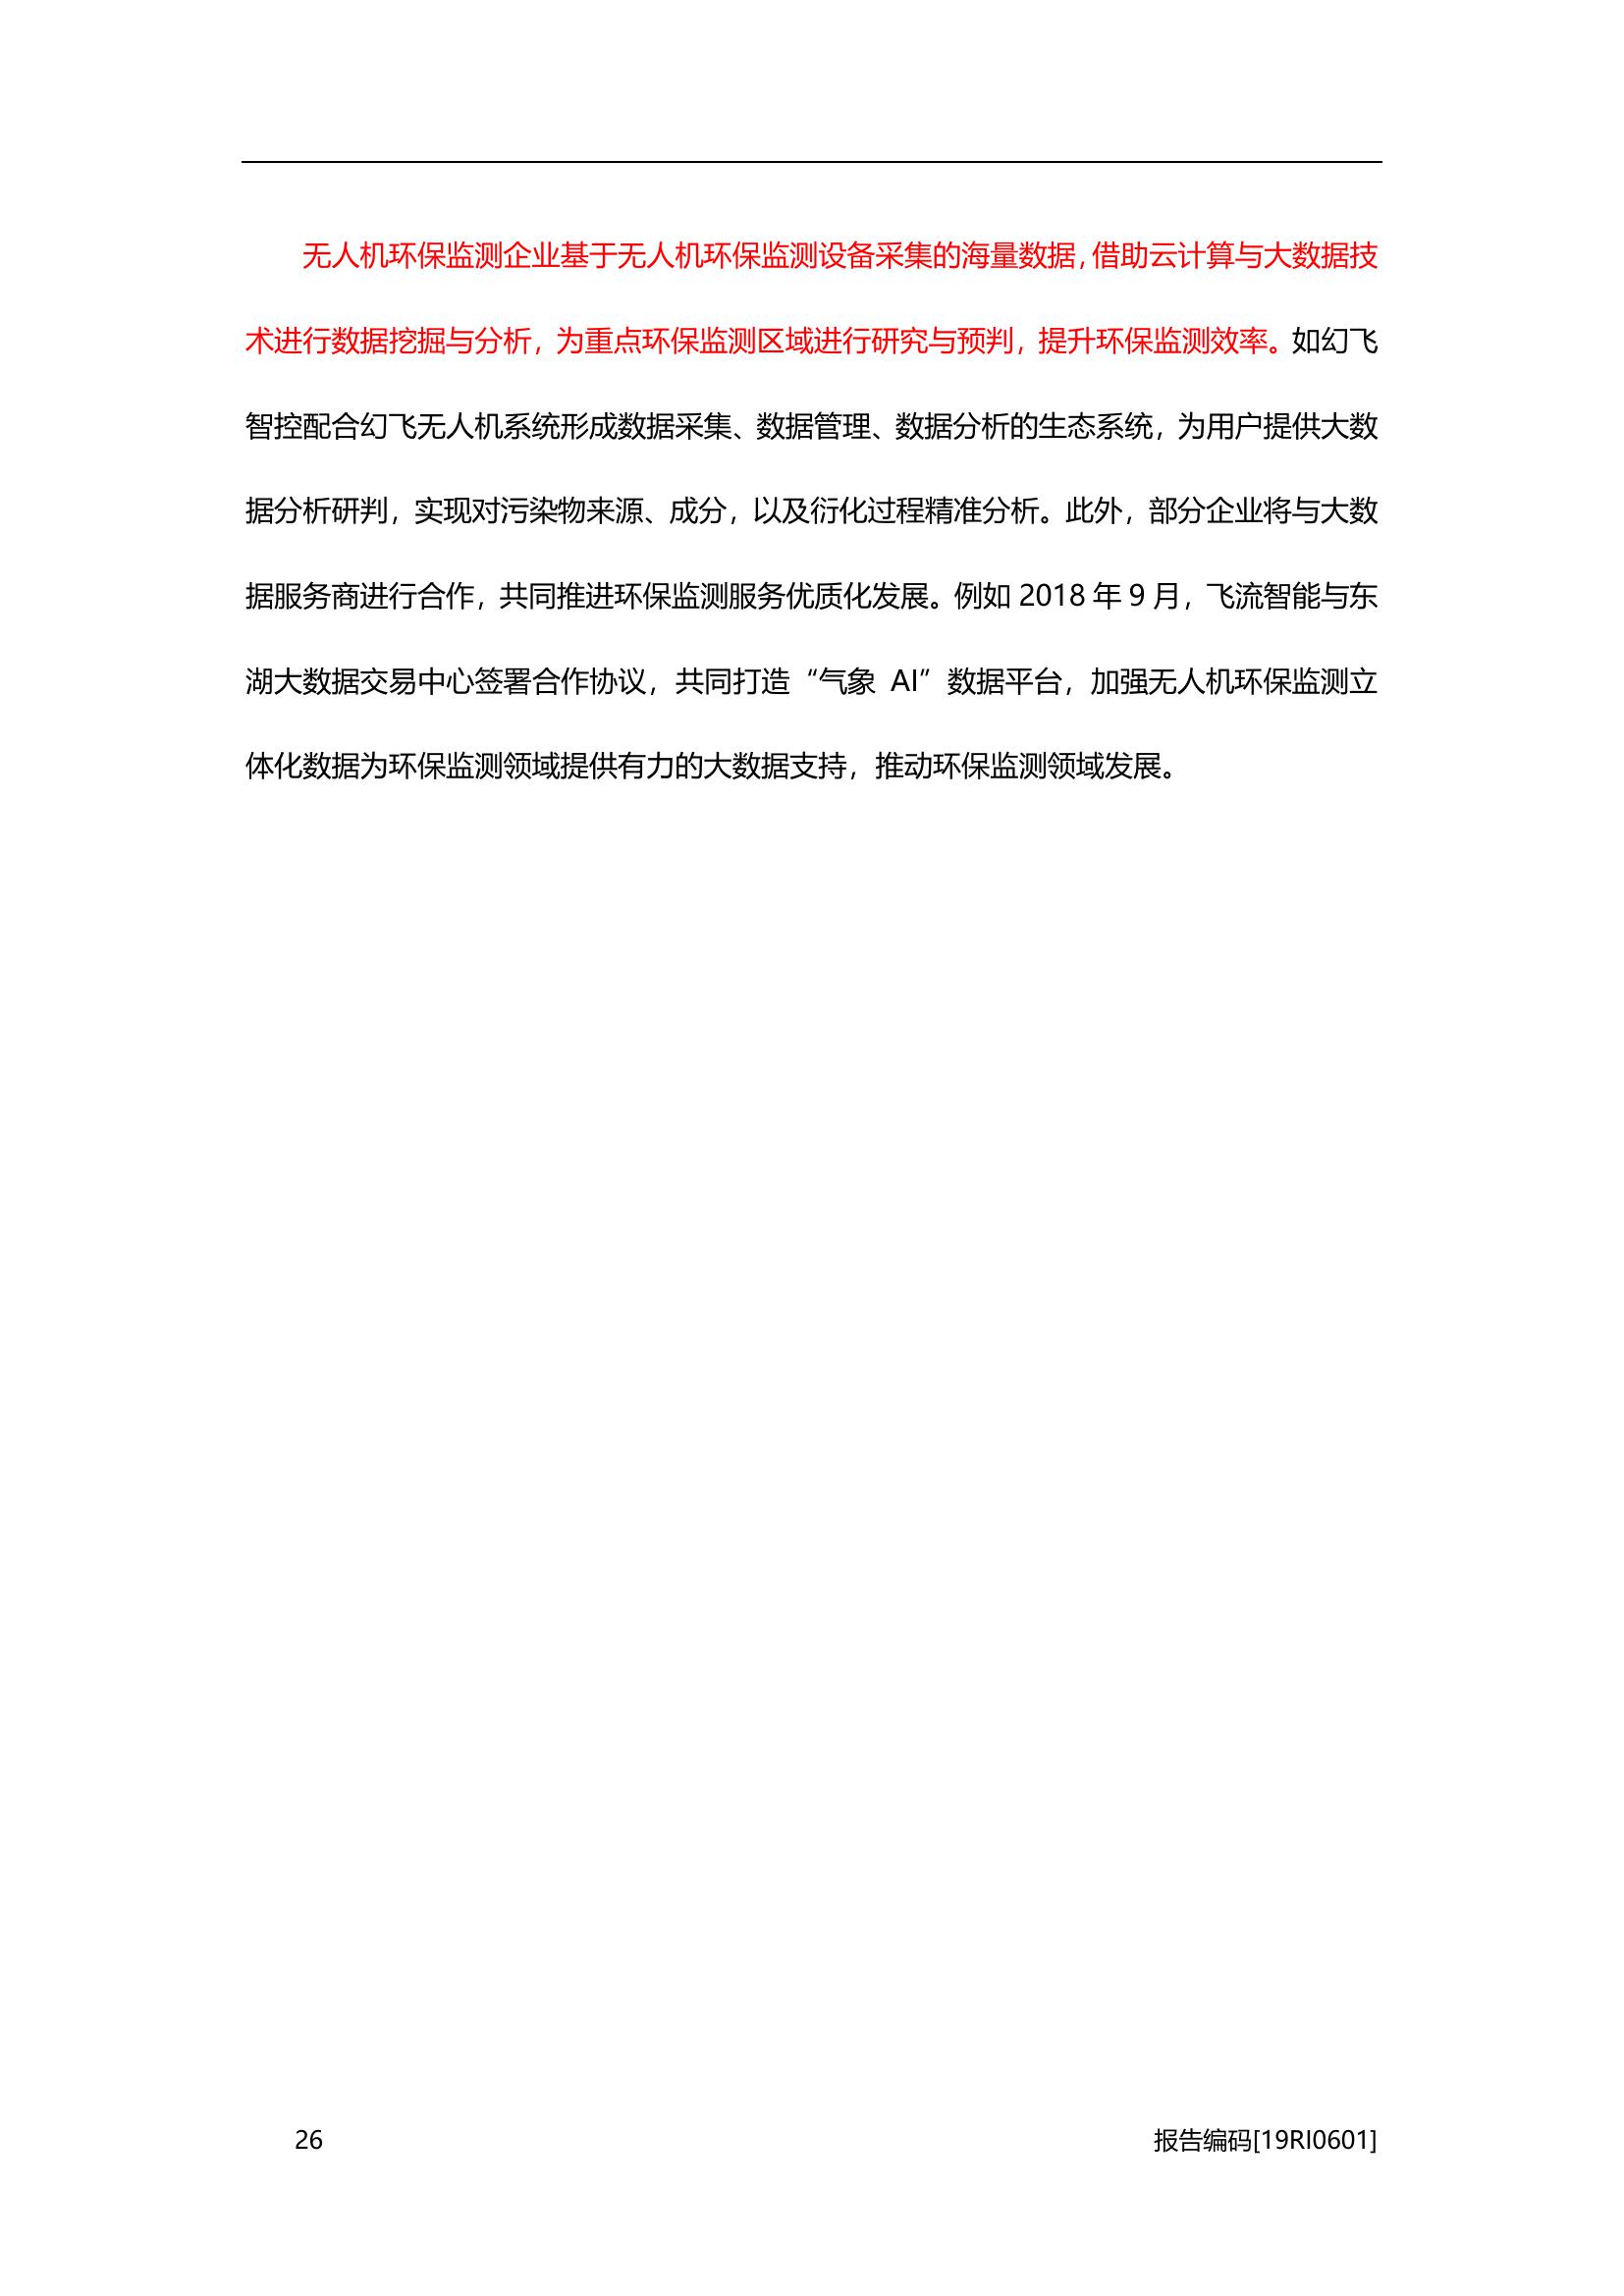 无人机环保监测企业基于无人机环保监测设备采集的海量数据，借助云计算与大数据技
术进行数据挖掘与分析，为重点环保监测区域进行研究与预判，提升环保监测效率。如幻飞
智控配合幻飞无人机系统形成数据采集、数据管理、数据分析的生态系统，为用户提供大数
据分析研判，实现对污染物来源、成分，以及衍化过程精准分析。此外，部分企业将与大数
据服务商进行合作，共同推进环保监测服务优质化发展。例如 2018 年 9 月，飞流智能与东
湖大数据交易中心签署合作协议，共同打造“气象 AI”数据平台，加强无人机环保监测立
体化数据为环保监测领域提供有力的大数据支持，推动环保监测领域发展。
26 报告编码[19RI0601]